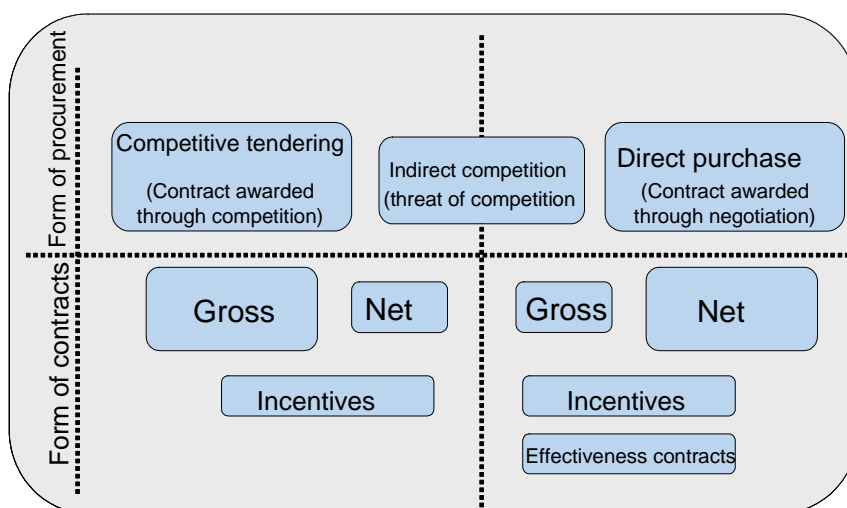 Form of procurement
Competitive tendering
(Contract awarded
through competition)
Indirect competition
(threat of competition
Direct purchase
(Contract awarded
through negotiation)
Form of contracts
Gross
Net
Gross
Net
Incentives
Incentives
Effectiveness contracts